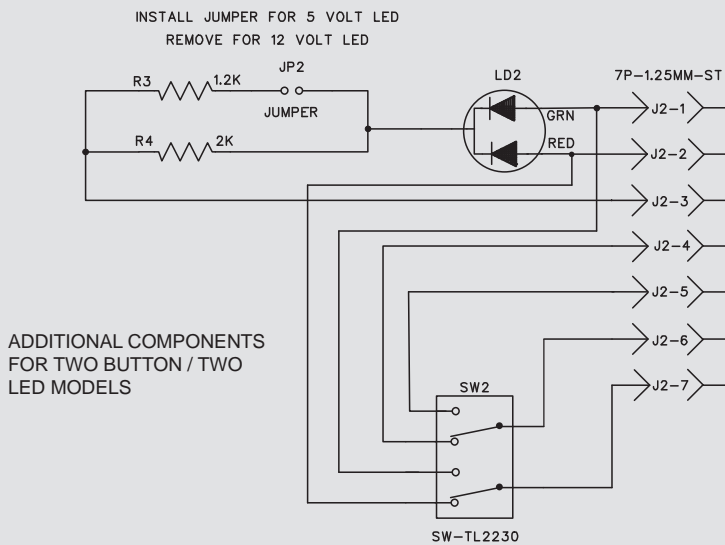 INSTALL JUMPER FOR 5 VOLT LED
REMOVE FOR 12 VOLT LED
JP2
LD2
7P-1.25MM-ST
R3
1.2K
JUMPER
GRN
J2-1
R4
2K
RED
J2-2
J2-3
J2-4
J2-5
J2-6
J2-7
ADDITIONAL COMPONENTS
FOR TWO BUTTON / TWO
LED MODELS
SW2
SW-TL2230